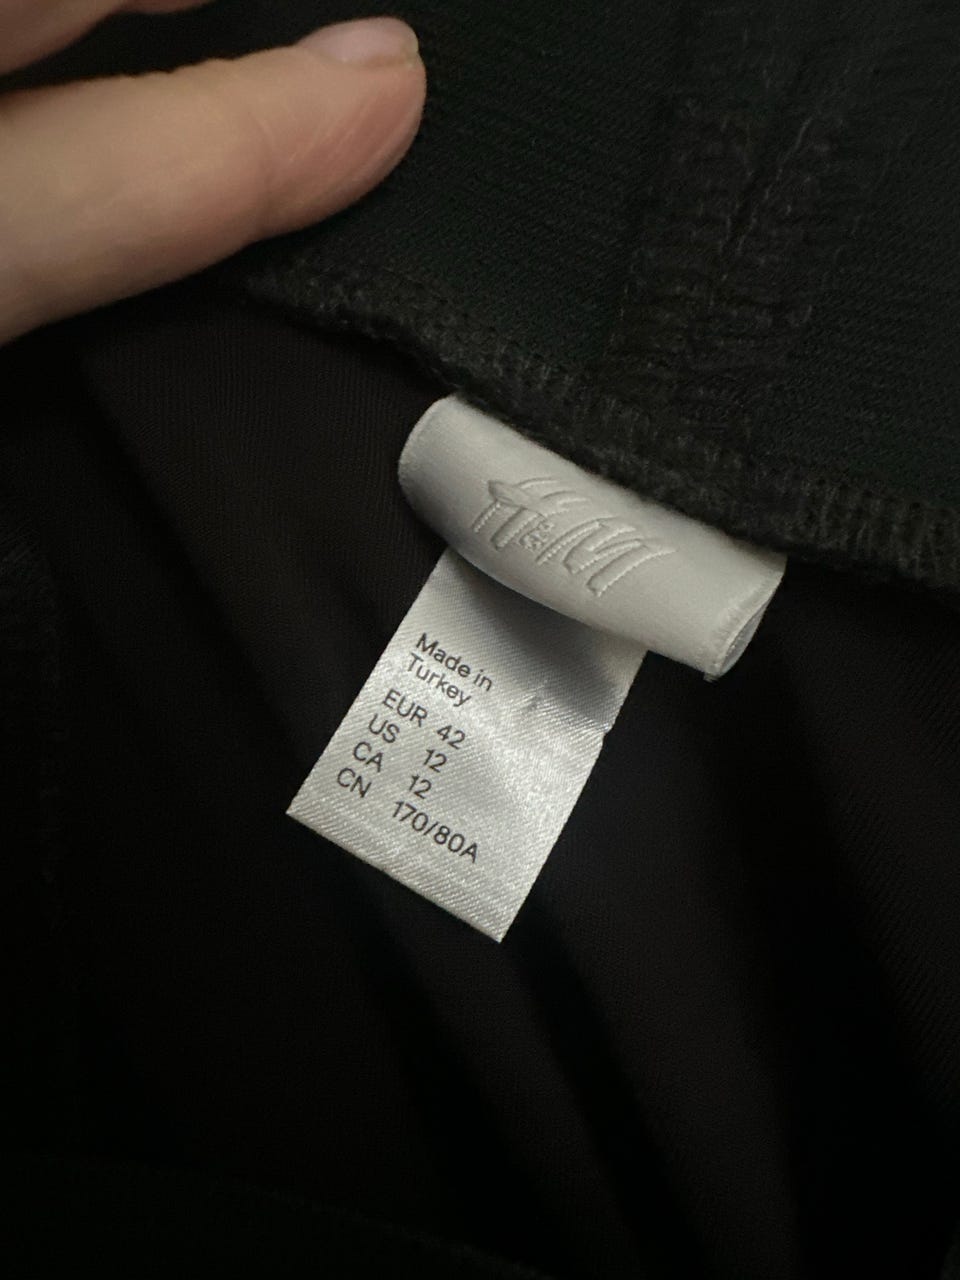 H&M
Made in
Turkey
EUR 42
US 12
CA 12
CN 170/80A